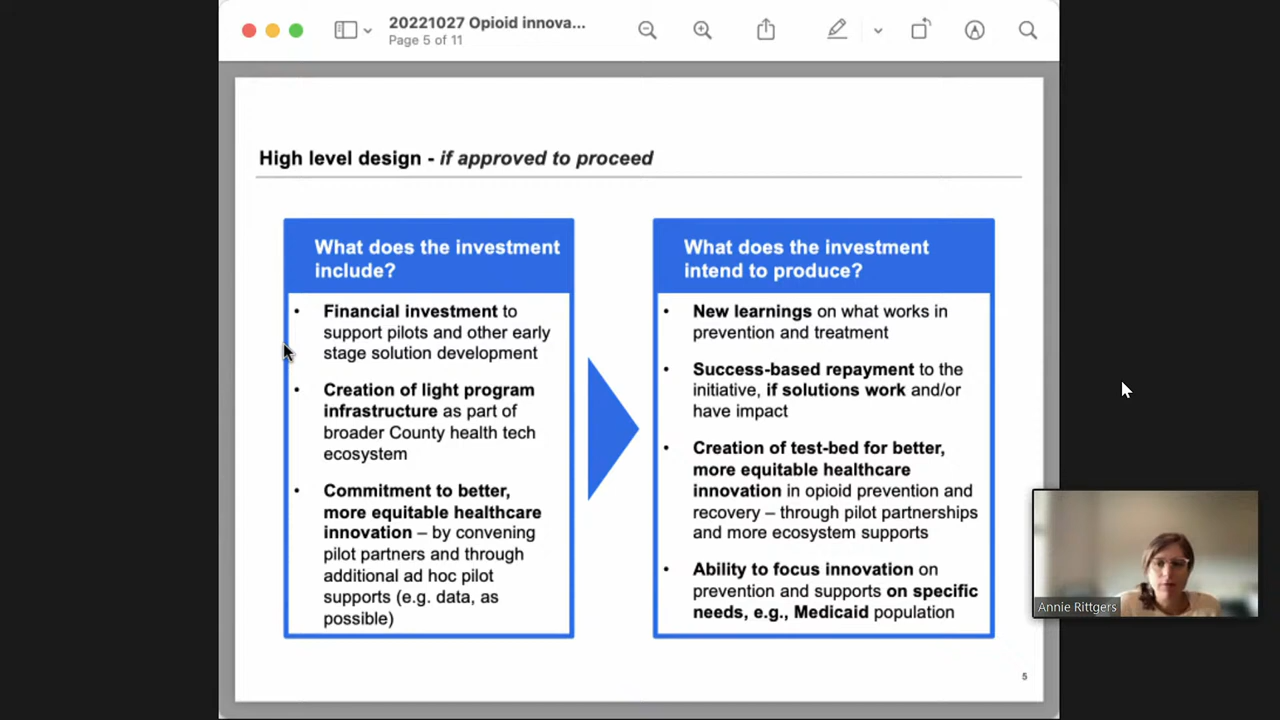 20221027 Opioid innova...
Page 5 of 11
High level design - if approved to proceed
What does the investment
include?
• Financial investment to
support pilots and other early
stage solution development
• Creation of light program
infrastructure as part of
broader County health tech
ecosystem
• Commitment to better,
more equitable healthcare
innovation – by convening
pilot partners and through
additional ad hoc pilot
supports (e.g. data, as
possible)
What does the investment
intend to produce?
• New learnings on what works in
prevention and treatment
• Success-based repayment to the
initiative, if solutions work and/or
have impact
• Creation of test-bed for better,
more equitable healthcare
innovation in opioid prevention and
recovery – through pilot partnerships
and more ecosystem supports
• Ability to focus innovation on
prevention and supports on specific
needs, e.g., Medicaid population
5
Annie Rittgers